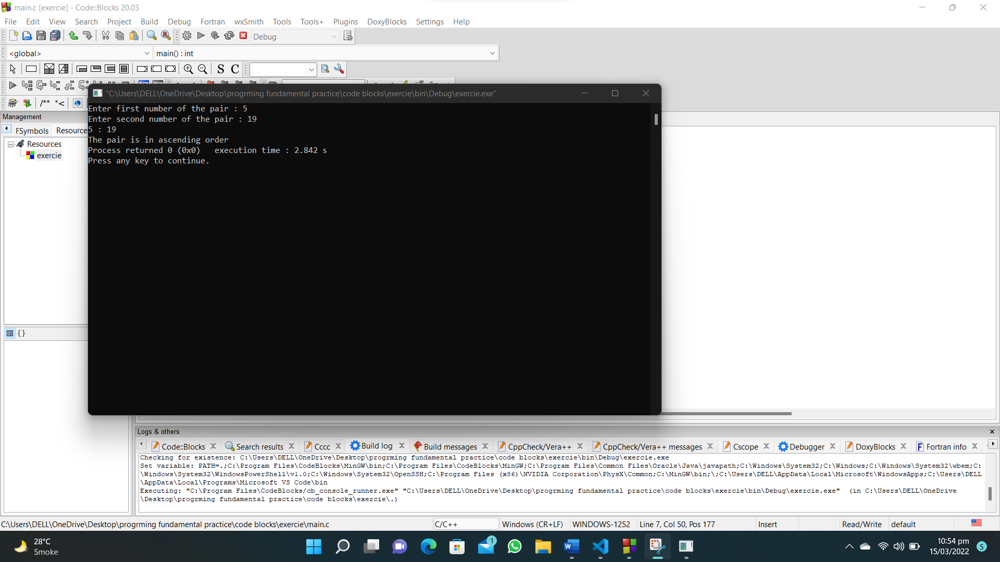 main.c [exercie] - Code::Blocks 20.03
File Edit View Search Project Build Debug Fortran wxSmith Tools Tools+ Plugins DoxyBlocks Settings Help
Debug
<global> main() : int
S C
/** *<
"C:\Users\DELL\OneDrive\Desktop\progrming fundamental practice\code blocks\exercie\bin\Debug\exercie.exe"
Enter first number of the pair : 5
Enter second number of the pair : 19
5 : 19
The pair is in ascending order
Process returned 0 (0x0)   execution time : 2.842 s
Press any key to continue.
Management
FSymbols Resource
Resources
exercie
{}
Logs & others
Code::Blocks Search results Cccc Build log Build messages CppCheck/Vera++ CppCheck/Vera++ messages Cscope Debugger DoxyBlocks Fortran info
Checking for existence: C:\Users\DELL\OneDrive\Desktop\progrming fundamental practice\code blocks\exercie\bin\Debug\exercie.exe
Set variable: PATH=.;C:\Program Files\CodeBlocks\MinGW\bin;C:\Program Files\CodeBlocks\MinGW;C:\Program Files\Common Files\Oracle\Java\javapath;C:\Windows\System32;C:\Windows;C:\Windows\System32\wbem;C:
\Windows\System32\WindowsPowerShell\v1.0;C:\Windows\System32\OpenSSH;C:\Program Files (x86)\NVIDIA Corporation\PhysX\Common;C:\MinGW\bin;\;C:\Users\DELL\AppData\Local\Microsoft\WindowsApps;C:\Users\DELL
\AppData\Local\Programs\Microsoft VS Code\bin
Executing: "C:\Program Files\CodeBlocks/cb_console_runner.exe" "C:\Users\DELL\OneDrive\Desktop\progrming fundamental practice\code blocks\exercie\bin\Debug\exercie.exe"  (in C:\Users\DELL\OneDrive
\Desktop\progrming fundamental practice\code blocks\exercie\.)
C:\Users\DELL\OneDrive\Desktop\progrming fundamental practice\code blocks\exercie\main.c C/C++ Windows (CR+LF) WINDOWS-1252 Line 7, Col 50, Pos 177 Insert Read/Write default
28°C
Smoke
1
10:54 pm
15/03/2022
5